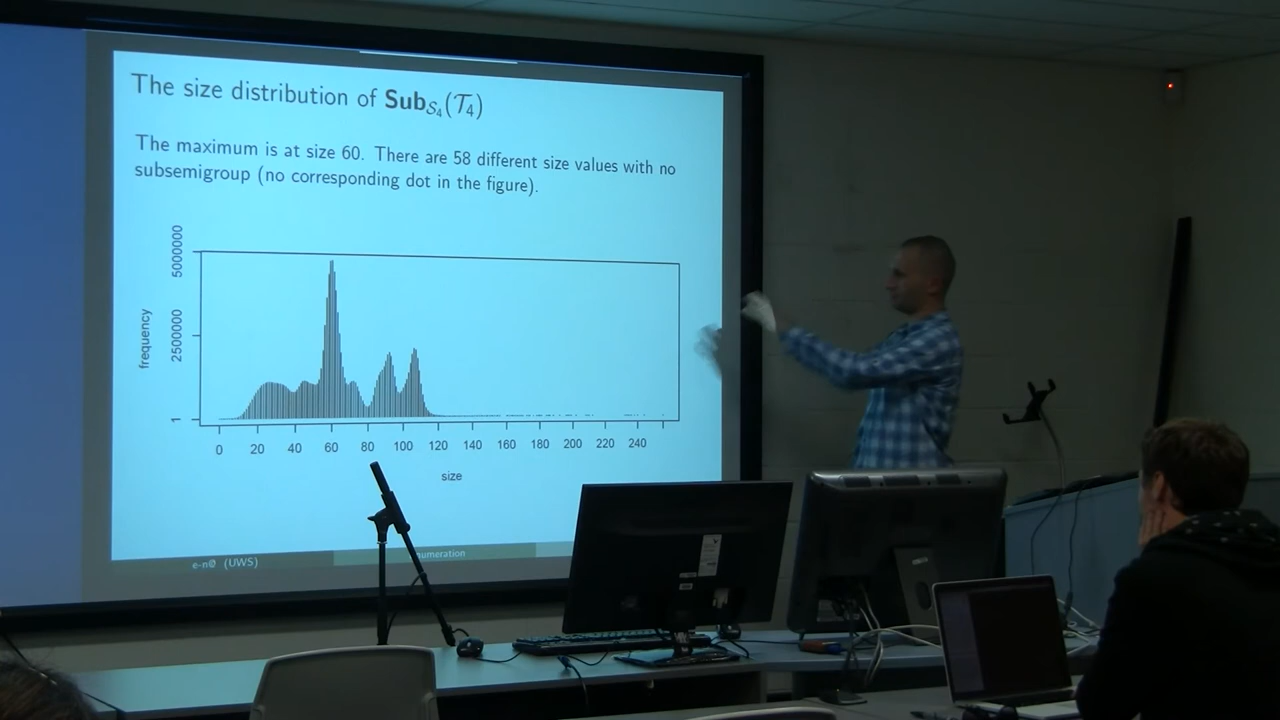 The size distribution of Sub𝒮₄(𝒯₄)
The maximum is at size 60. There are 58 different size values with no
subsemigroup (no corresponding dot in the figure).
5000000
2500000
1
frequency
0 20 40 60 80 100 120 140 160 180 200 220 240
size
e-n@ (UWS)
numeration